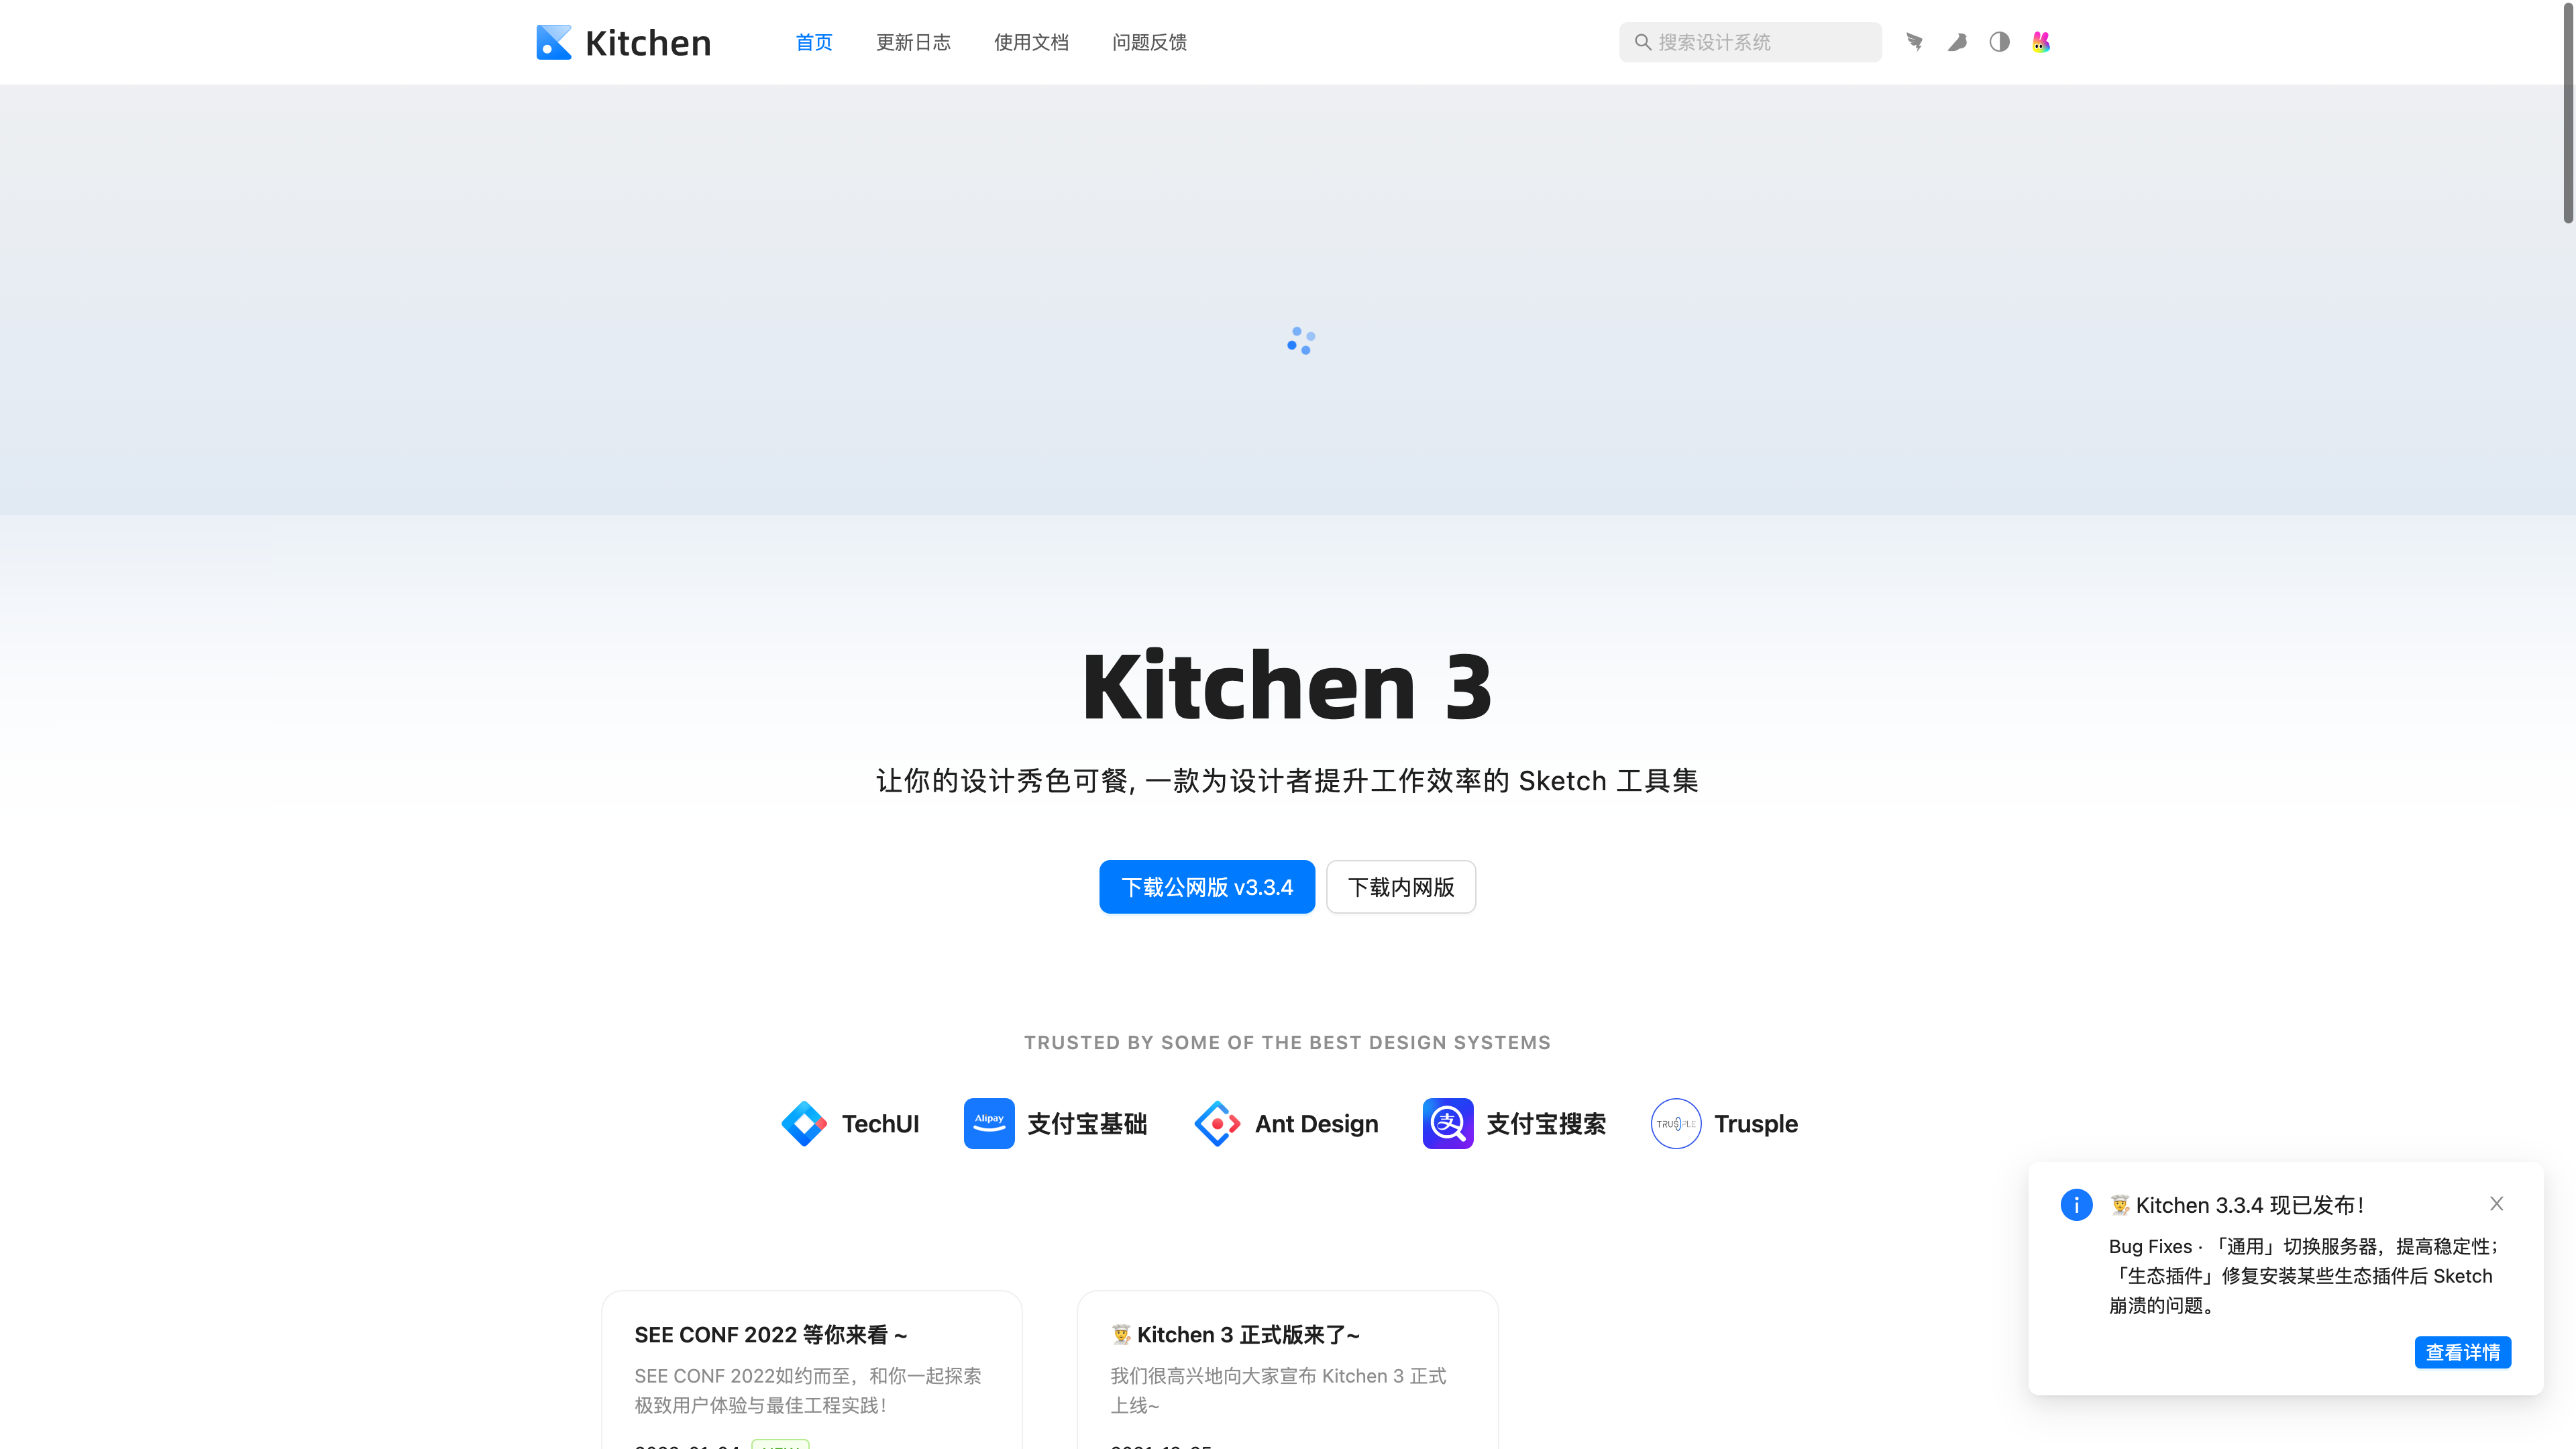 Kitchen
首页
更新日志
使用文档
问题反馈
搜索设计系统
Kitchen 3
让你的设计秀色可餐, 一款为设计者提升工作效率的 Sketch 工具集
下载公网版 v3.3.4
下载内网版
TRUSTED BY SOME OF THE BEST DESIGN SYSTEMS
TechUI
Alipay
支付宝基础
Ant Design
支
支付宝搜索
TRUSPLE
Trusple
Kitchen 3.3.4 现已发布！
Bug Fixes · 「通用」切换服务器，提高稳定性；
「生态插件」修复安装某些生态插件后 Sketch
崩溃的问题。
查看详情
SEE CONF 2022 等你来看 ~
SEE CONF 2022如约而至，和你一起探索
极致用户体验与最佳工程实践！
Kitchen 3 正式版来了~
我们很高兴地向大家宣布 Kitchen 3 正式
上线~